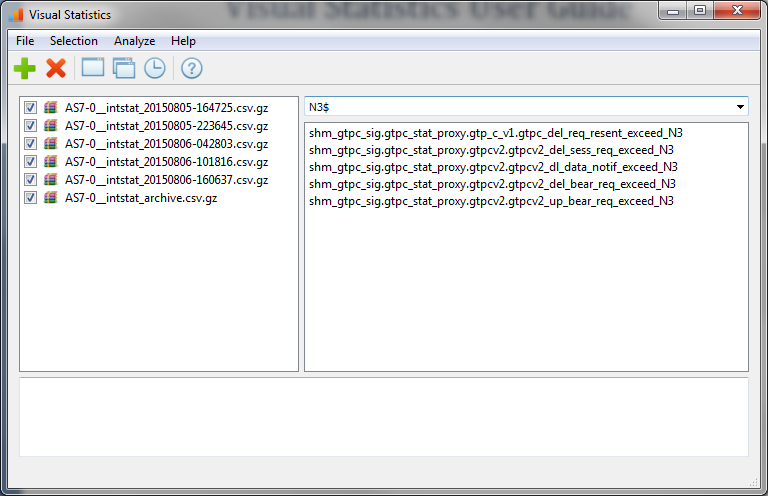 Visual Statistics User Guide
Visual Statistics
File Selection Analyze Help
AS7-0__intstat_20150805-164725.csv.gz
AS7-0__intstat_20150805-223645.csv.gz
AS7-0__intstat_20150806-042803.csv.gz
AS7-0__intstat_20150806-101816.csv.gz
AS7-0__intstat_20150806-160637.csv.gz
AS7-0__intstat_archive.csv.gz
N3$
shm_gtpc_sig.gtpc_stat_proxy.gtp_c_v1.gtpc_del_req_resent_exceed_N3
shm_gtpc_sig.gtpc_stat_proxy.gtpcv2.gtpcv2_del_sess_req_exceed_N3
shm_gtpc_sig.gtpc_stat_proxy.gtpcv2.gtpcv2_dl_data_notif_exceed_N3
shm_gtpc_sig.gtpc_stat_proxy.gtpcv2.gtpcv2_del_bear_req_exceed_N3
shm_gtpc_sig.gtpc_stat_proxy.gtpcv2.gtpcv2_up_bear_req_exceed_N3